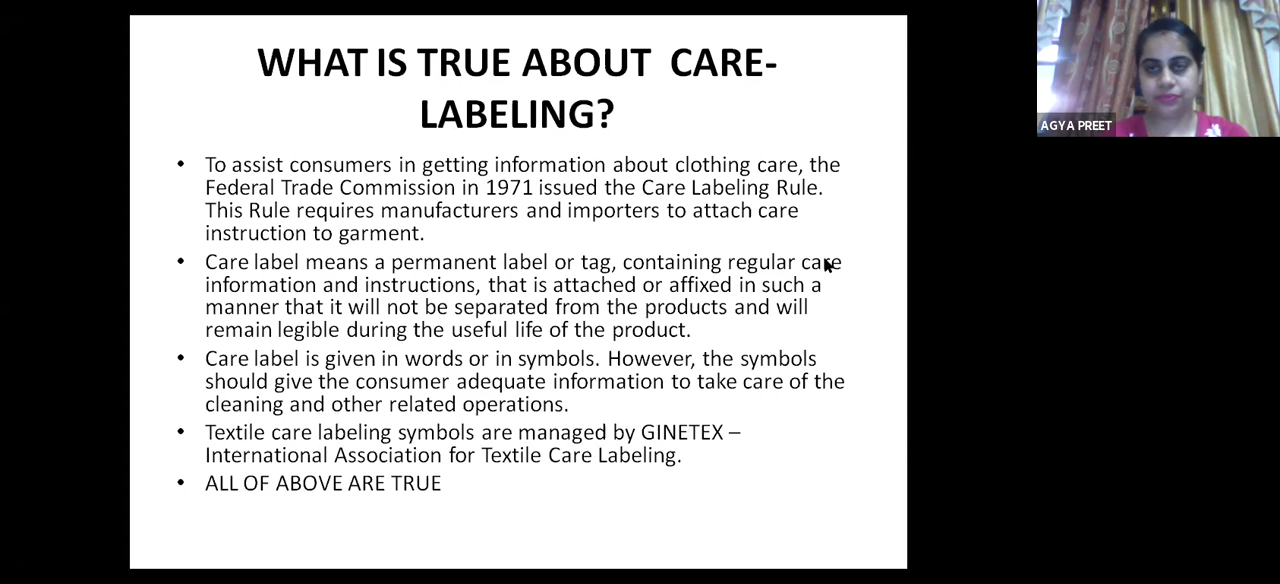 WHAT IS TRUE ABOUT CARE-
LABELING?
• To assist consumers in getting information about clothing care, the
Federal Trade Commission in 1971 issued the Care Labeling Rule.
This Rule requires manufacturers and importers to attach care
instruction to garment.
• Care label means a permanent label or tag, containing regular care
information and instructions, that is attached or affixed in such a
manner that it will not be separated from the products and will
remain legible during the useful life of the product.
• Care label is given in words or in symbols. However, the symbols
should give the consumer adequate information to take care of the
cleaning and other related operations.
• Textile care labeling symbols are managed by GINETEX –
International Association for Textile Care Labeling.
• ALL OF ABOVE ARE TRUE
AGYA PREET